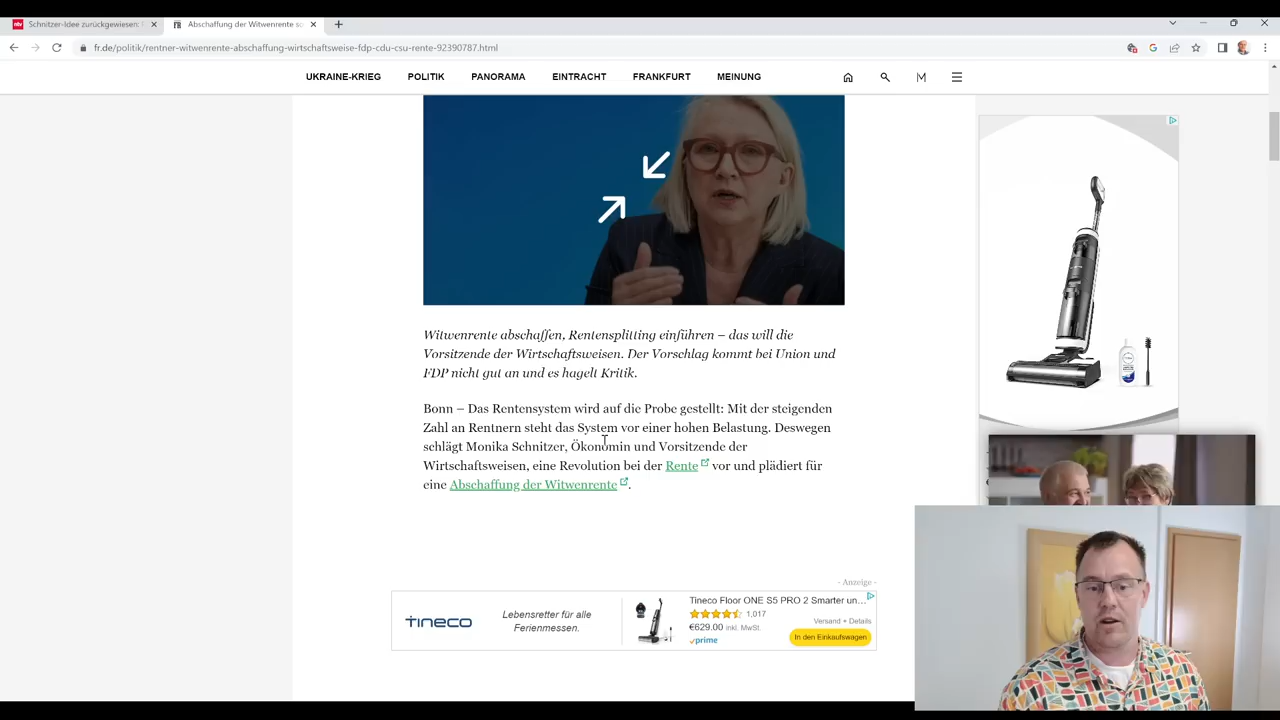 Schnitzer-Idee zurückgewiesen:
Abschaffung der Witwenrente so
fr.de/politik/rentner-witwenrente-abschaffung-wirtschaftsweise-fdp-cdu-csu-rente-92390787.html
UKRAINE-KRIEG POLITIK PANORAMA EINTRACHT FRANKFURT MEINUNG
Witwenrente abschaffen, Rentensplitting einführen – das will die
Vorsitzende der Wirtschaftsweisen. Der Vorschlag kommt bei Union und
FDP nicht gut an und es hagelt Kritik.
Bonn – Das Rentensystem wird auf die Probe gestellt: Mit der steigenden
Zahl an Rentnern steht das System vor einer hohen Belastung. Deswegen
schlägt Monika Schnitzer, Ökonomin und Vorsitzende der
Wirtschaftsweisen, eine Revolution bei der Rente vor und plädiert für
eine Abschaffung der Witwenrente.
- Anzeige -
tineco
Lebensretter für alle
Ferienmessen.
Tineco Floor ONE S5 PRO 2 Smarter un...
1,017
€629.00 inkl. MwSt.
prime
Versand + Details
In den Einkaufswagen